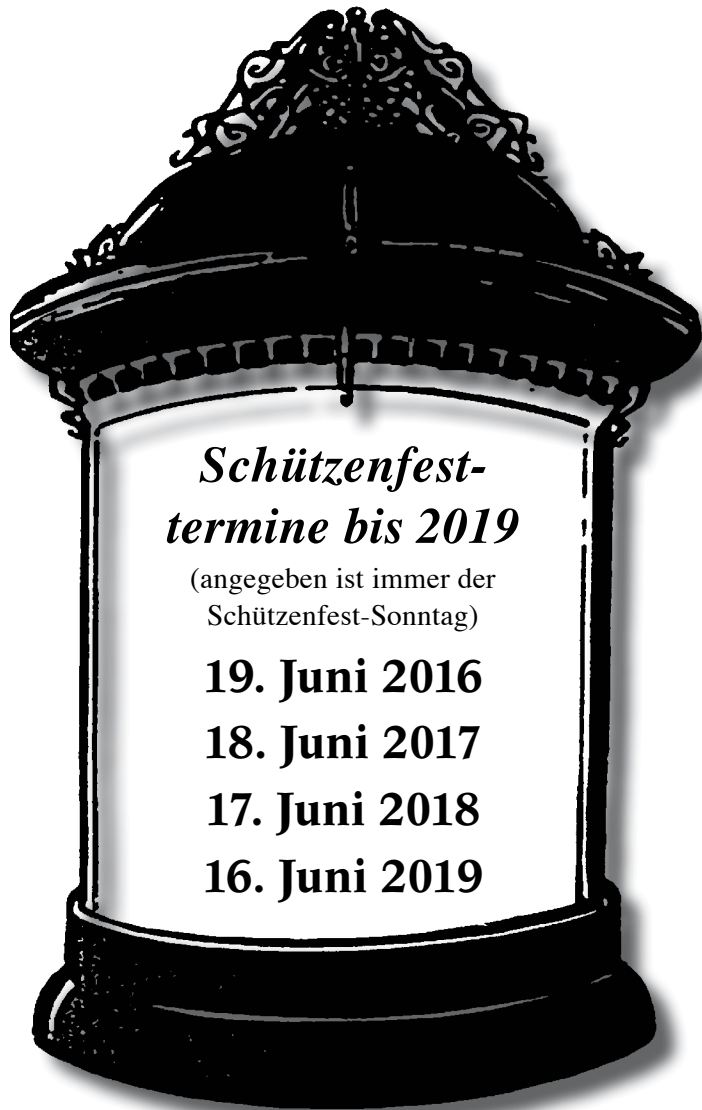 Schützenfest-
termine bis 2019
(angegeben ist immer der
Schützenfest-Sonntag)
19. Juni 2016
18. Juni 2017
17. Juni 2018
16. Juni 2019